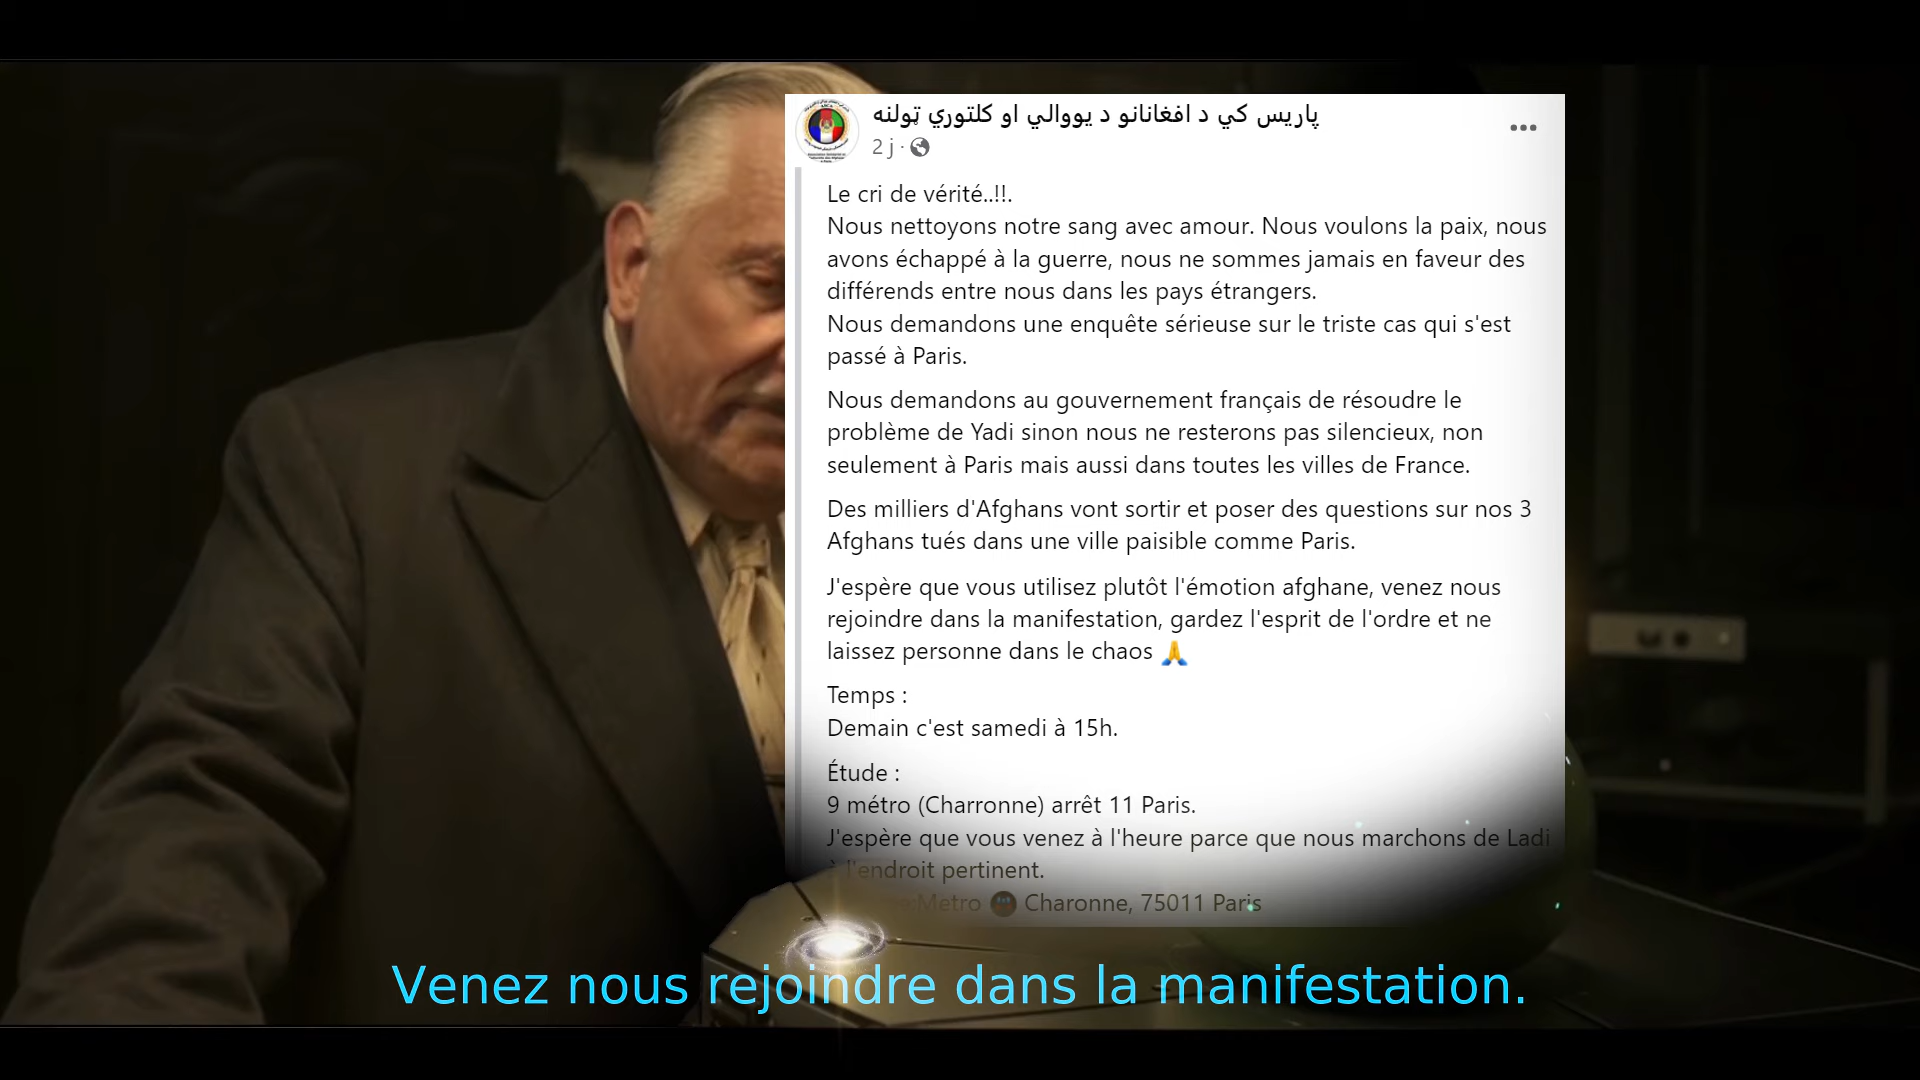 پاريس کي د افغانانو د يووالي او کلتوري ټولنه
2 j ·
Le cri de vérité..!!.
Nous nettoyons notre sang avec amour. Nous voulons la paix, nous
avons échappé à la guerre, nous ne sommes jamais en faveur des
différends entre nous dans les pays étrangers.
Nous demandons une enquête sérieuse sur le triste cas qui s'est
passé à Paris.
Nous demandons au gouvernement français de résoudre le
problème de Yadi sinon nous ne resterons pas silencieux, non
seulement à Paris mais aussi dans toutes les villes de France.
Des milliers d'Afghans vont sortir et poser des questions sur nos 3
Afghans tués dans une ville paisible comme Paris.
J'espère que vous utilisez plutôt l'émotion afghane, venez nous
rejoindre dans la manifestation, gardez l'esprit de l'ordre et ne
laissez personne dans le chaos 🙏
Temps :
Demain c'est samedi à 15h.
Étude :
9 métro (Charronne) arrêt 11 Paris.
J'espère que vous venez à l'heure parce que nous marchons de Ladi
à l'endroit pertinent.
Metro Charonne, 75011 Paris
Venez nous rejoindre dans la manifestation.